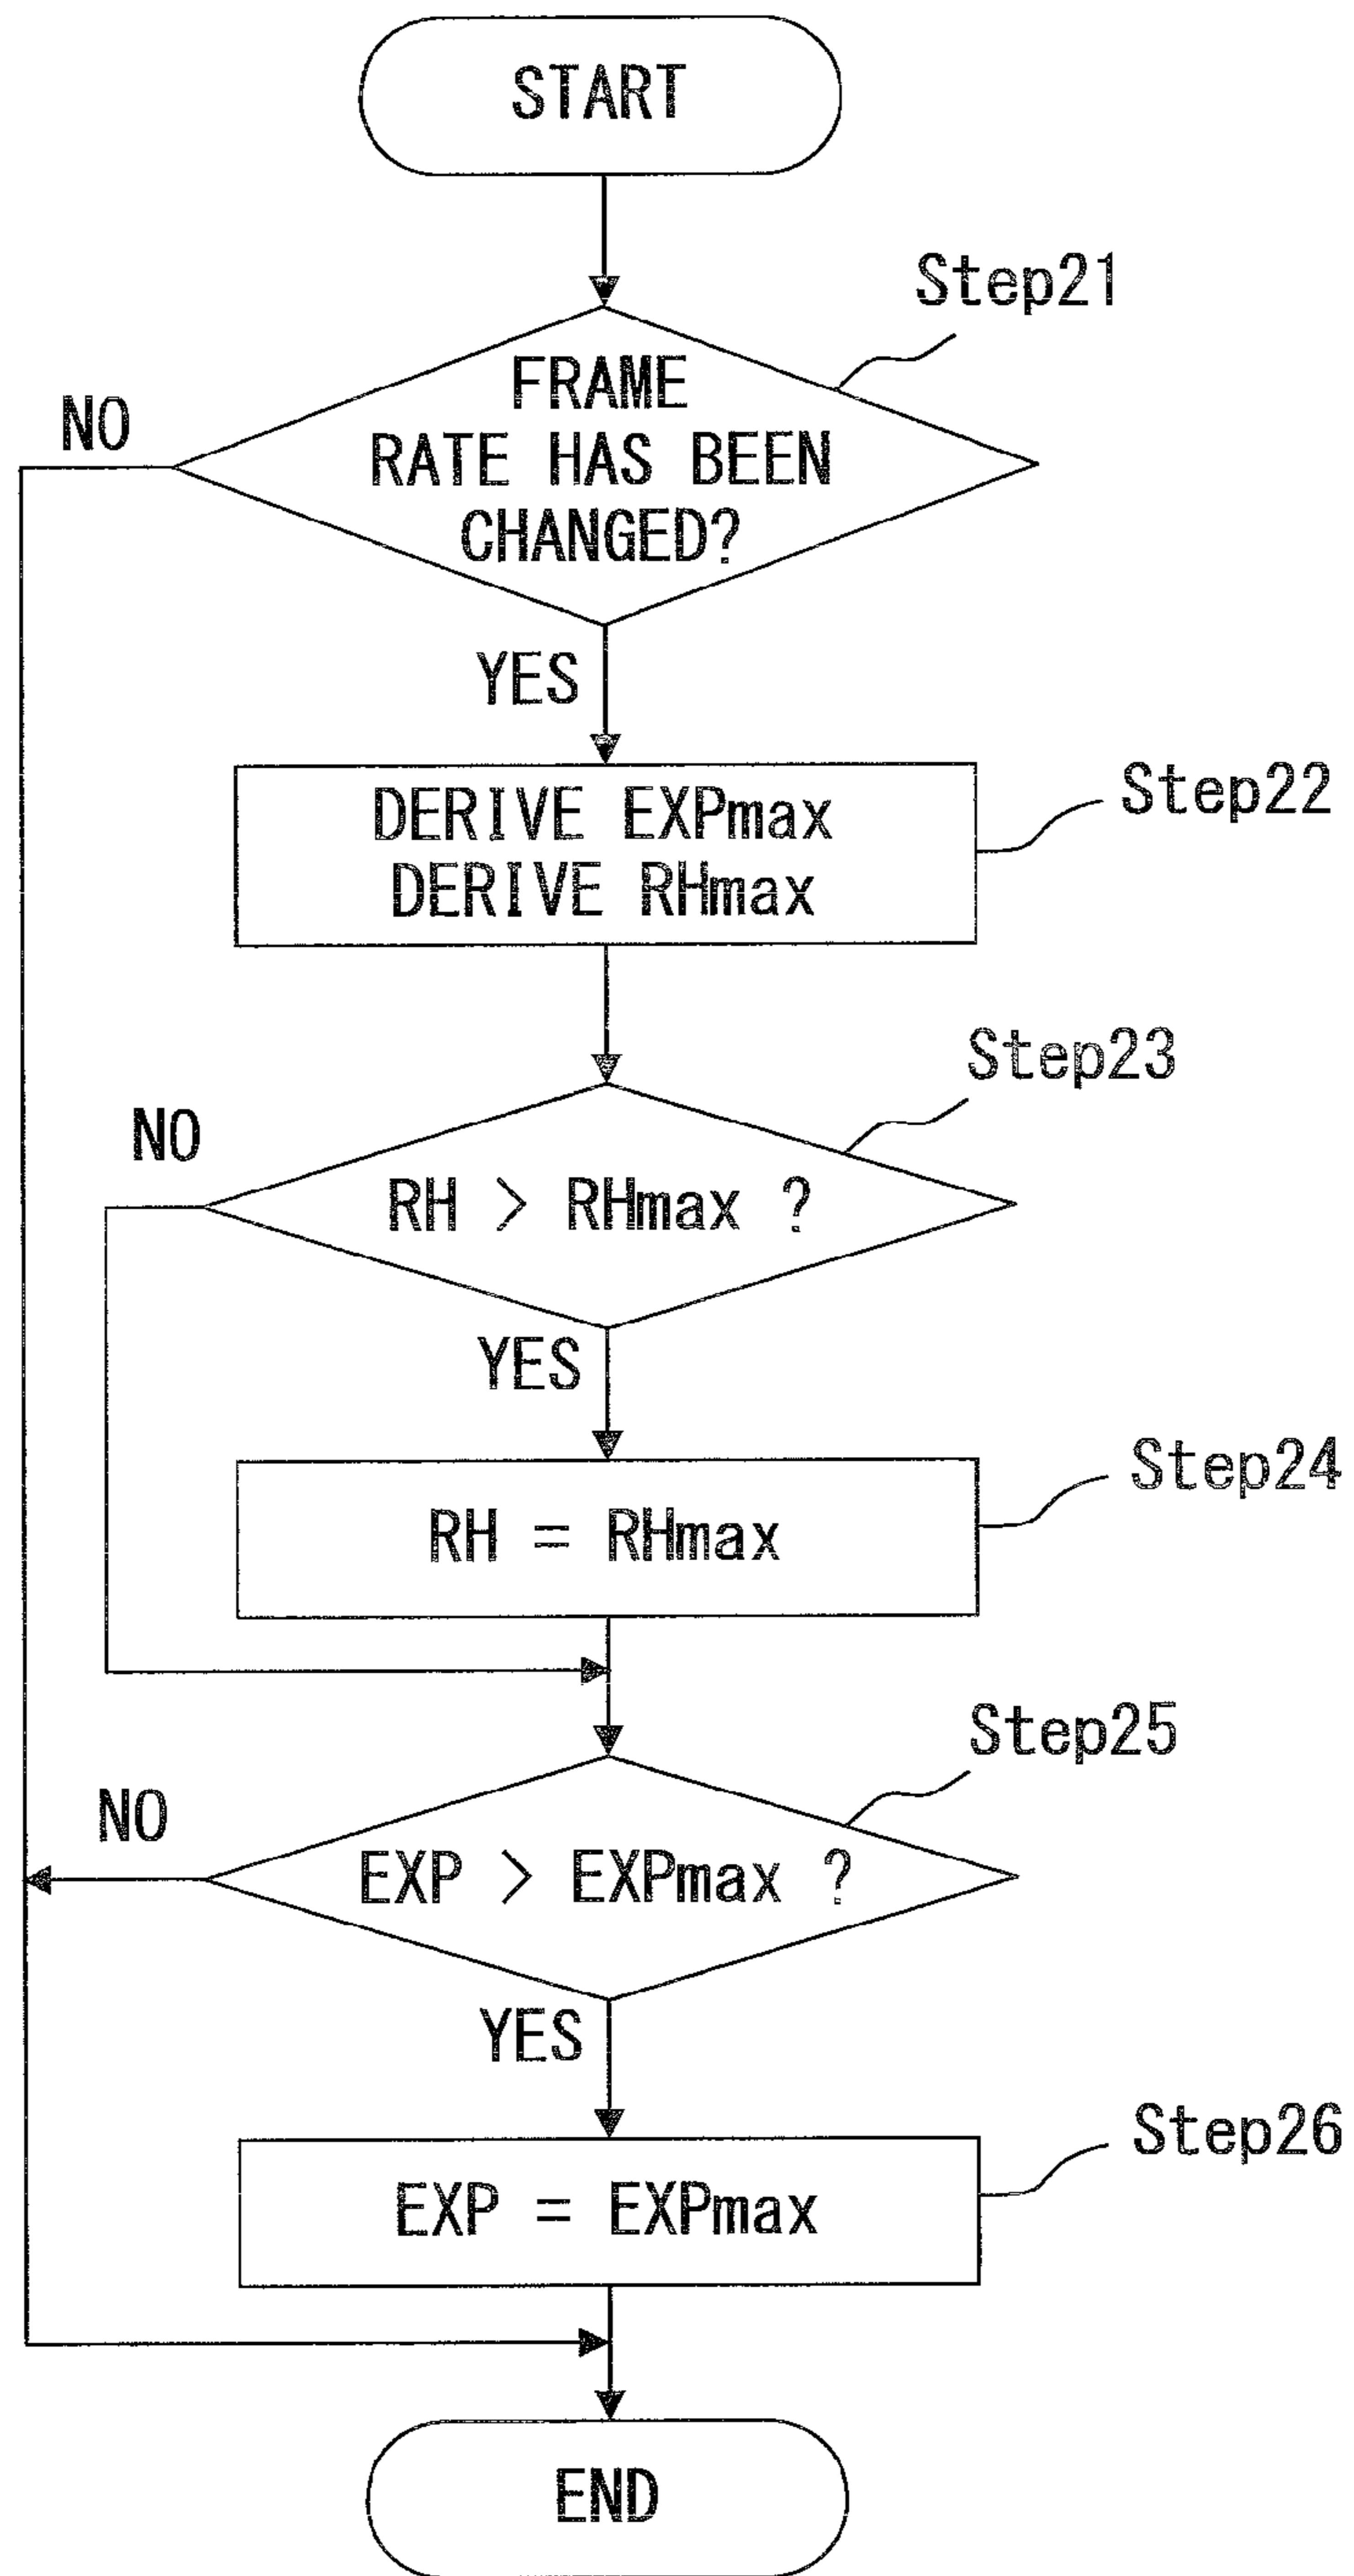 START
Step21
FRAME
RATE HAS BEEN
CHANGED?
NO
YES
DERIVE EXPmax
DERIVE RHmax
Step22
Step23
NO
RH > RHmax ?
YES
Step24
RH = RHmax
Step25
NO
EXP > EXPmax ?
YES
Step26
EXP = EXPmax
END